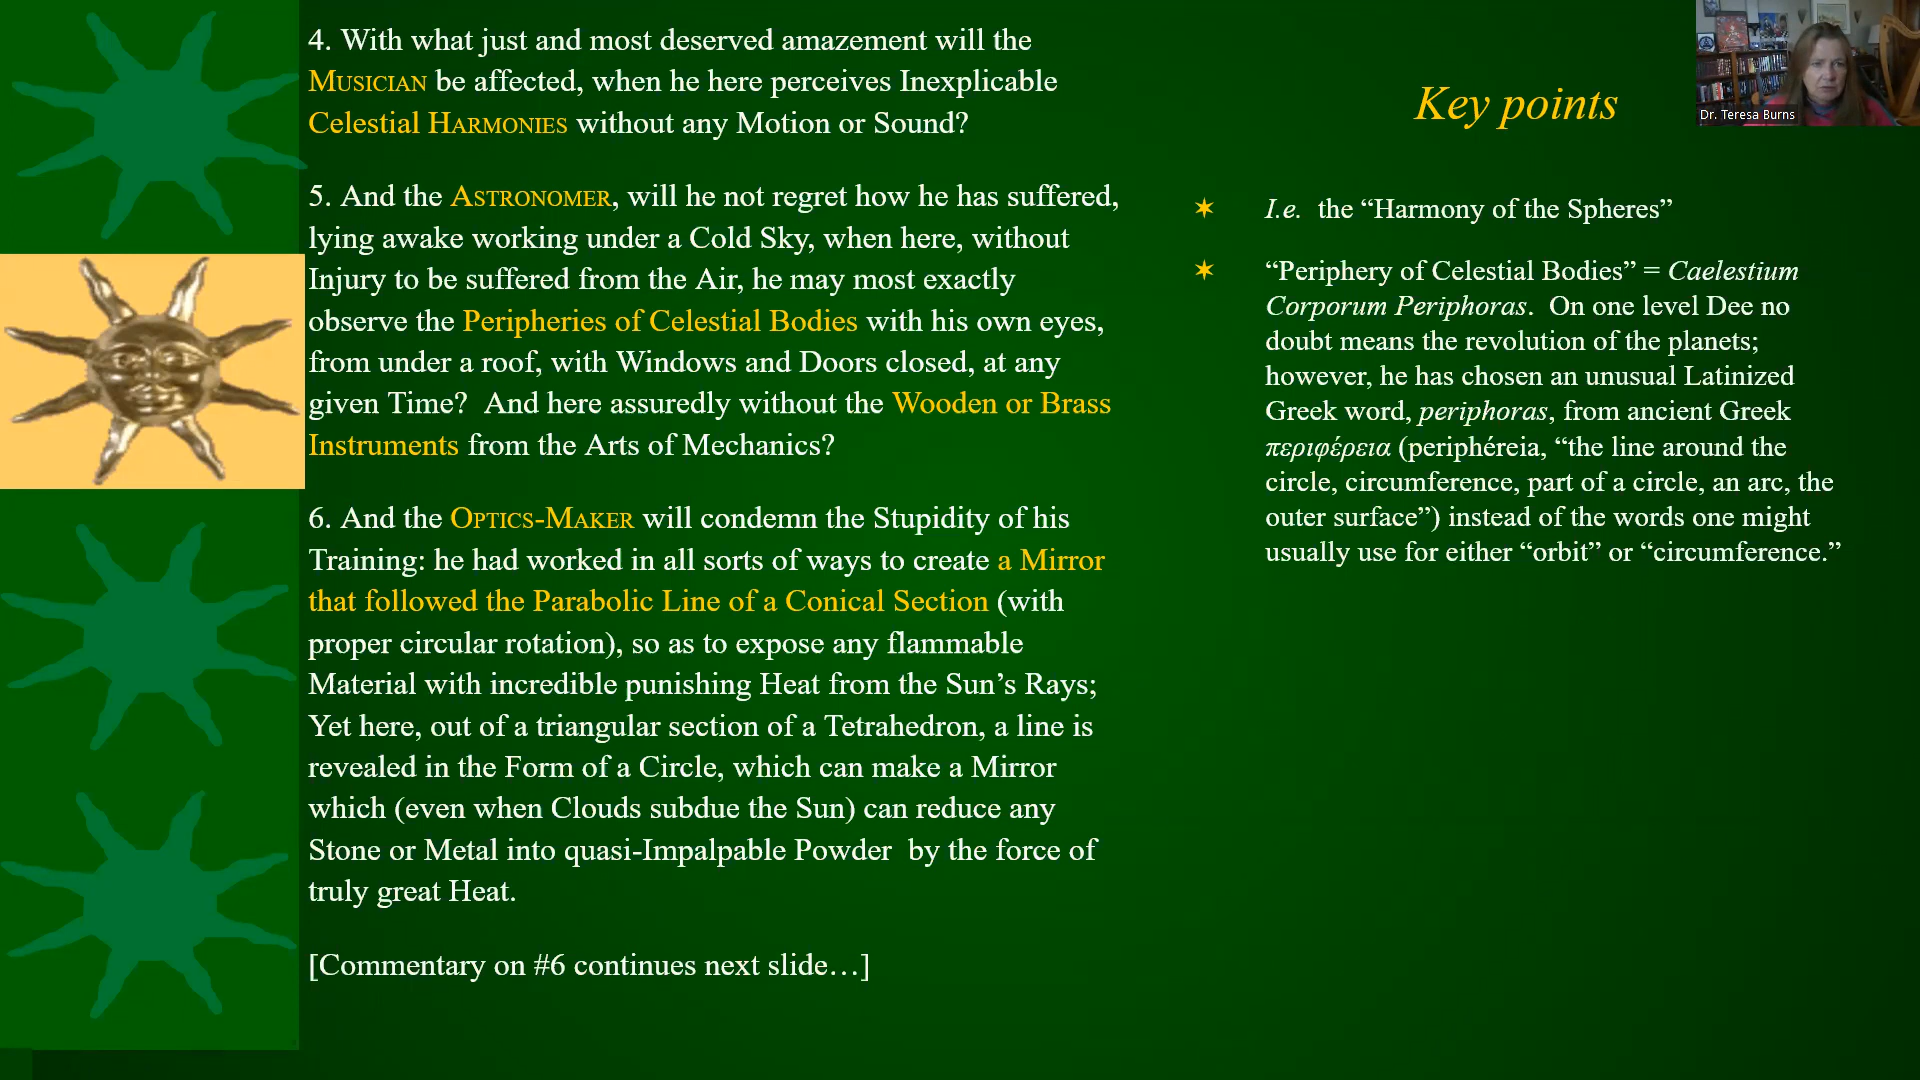 4. With what just and most deserved amazement will the
MUSICIAN be affected, when he here perceives Inexplicable
Celestial HARMONIES without any Motion or Sound?
5. And the ASTRONOMER, will he not regret how he has suffered,
lying awake working under a Cold Sky, when here, without
Injury to be suffered from the Air, he may most exactly
observe the Peripheries of Celestial Bodies with his own eyes,
from under a roof, with Windows and Doors closed, at any
given Time?  And here assuredly without the Wooden or Brass
Instruments from the Arts of Mechanics?
6. And the OPTICS-MAKER will condemn the Stupidity of his
Training: he had worked in all sorts of ways to create a Mirror
that followed the Parabolic Line of a Conical Section (with
proper circular rotation), so as to expose any flammable
Material with incredible punishing Heat from the Sun’s Rays;
Yet here, out of a triangular section of a Tetrahedron, a line is
revealed in the Form of a Circle, which can make a Mirror
which (even when Clouds subdue the Sun) can reduce any
Stone or Metal into quasi-Impalpable Powder  by the force of
truly great Heat.
[Commentary on #6 continues next slide…]
Key points
Dr. Teresa Burns
✶ I.e.  the “Harmony of the Spheres”
✶ “Periphery of Celestial Bodies” = Caelestium
Corporum Periphoras.  On one level Dee no
doubt means the revolution of the planets;
however, he has chosen an unusual Latinized
Greek word, periphoras, from ancient Greek
περιφέρεια (periphéreia, “the line around the
circle, circumference, part of a circle, an arc, the
outer surface”) instead of the words one might
usually use for either “orbit” or “circumference.”